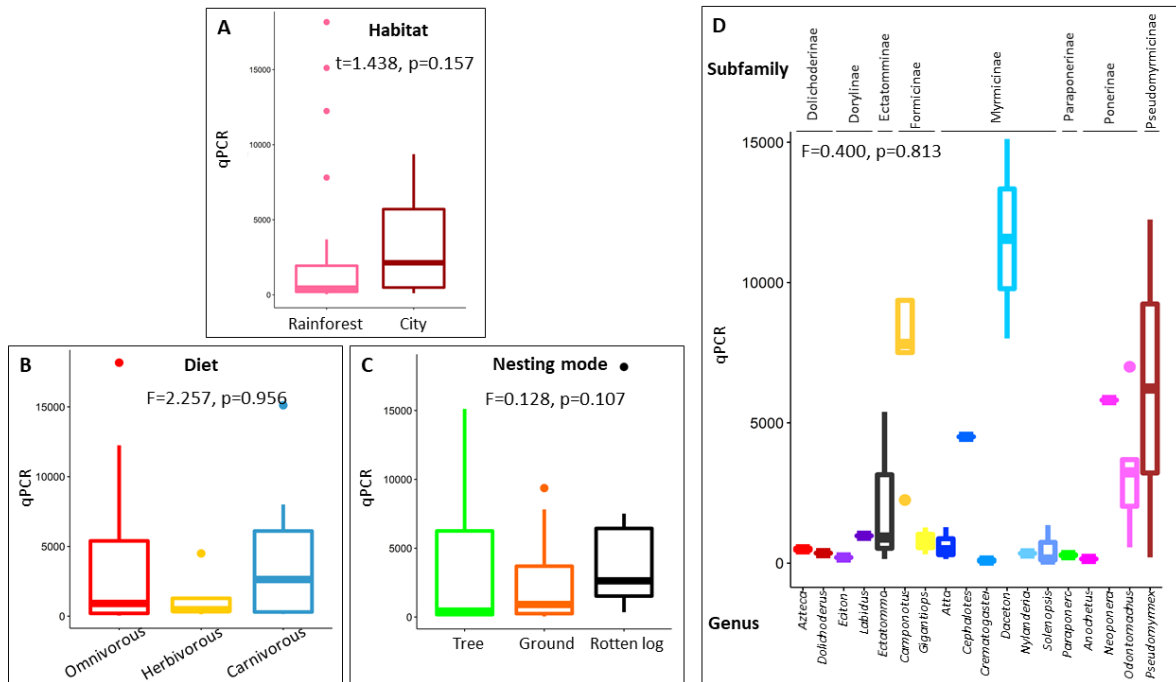 A
Habitat
t=1.438, p=0.157
qPCR
15000
10000
5000
0
Rainforest
City
B
Diet
F=2.257, p=0.956
qPCR
15000
10000
5000
0
Omnivorous
Herbivorous
Carnivorous
C
Nesting mode
F=0.128, p=0.107
qPCR
15000
10000
5000
0
Tree
Ground
Rotten log
D
Subfamily
Dolichoderinae
Dorylinae
Ectatomminae
Formicinae
Myrmicinae
Paraponerinae
Ponerinae
Pseudomyrmicinae
F=0.400, p=0.813
qPCR
15000
10000
5000
0
Genus
Azteca
Dolichoderus
Eaton
Labidus
Ectatomma
Camponotus
Gigantiops
Atta
Cephalotes
Crematogaster
Daceton
Nylanderia
Solenopsis
Paraponerc
Anochetus
Neoponera
Odontomachus
Pseudomyrmex